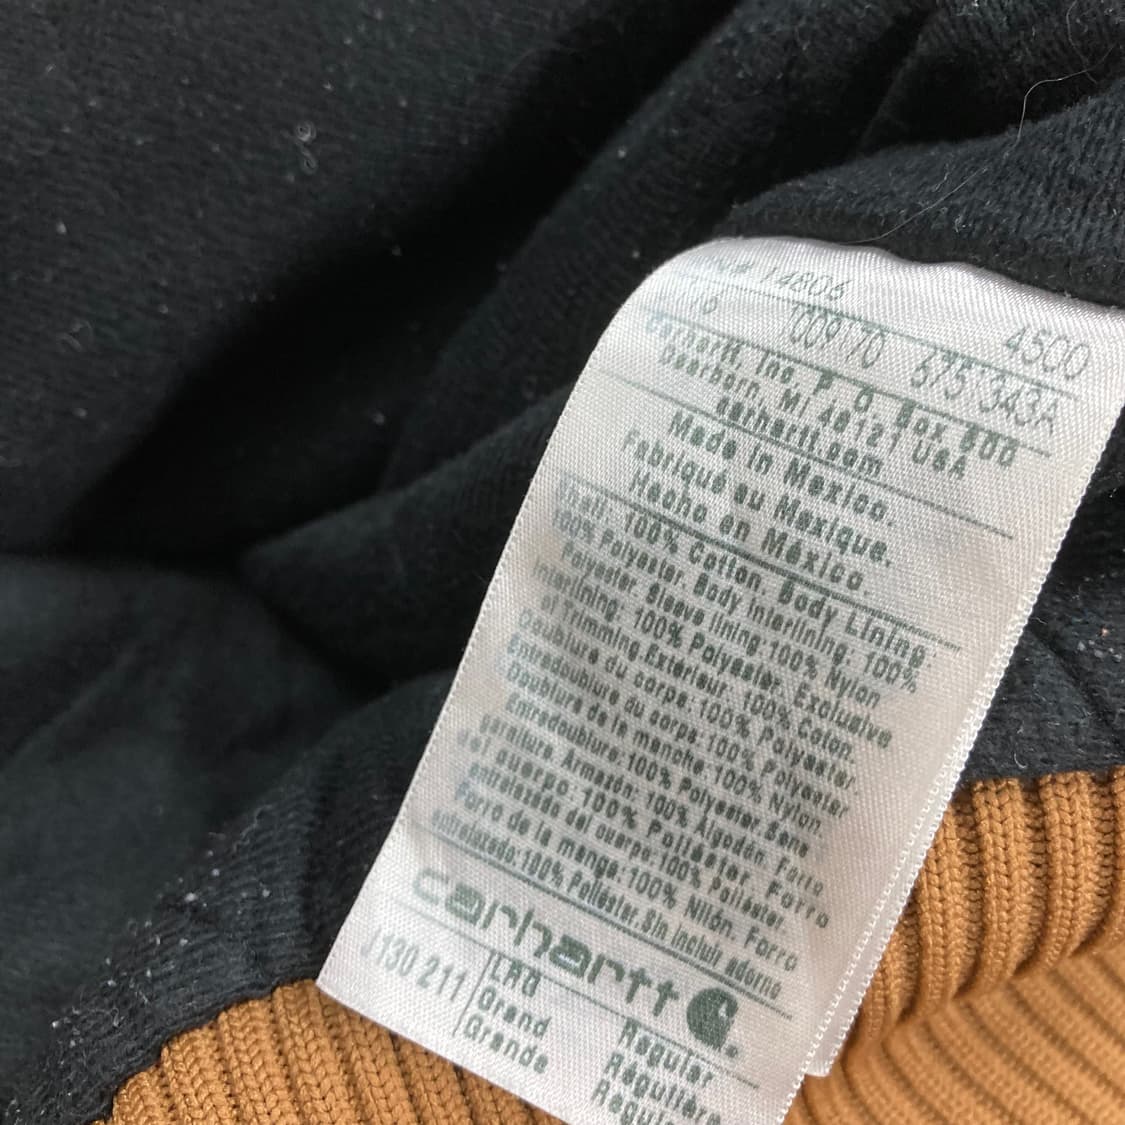 14806 4500
16 009170 6757343A
Carhartt, Inc. P.O. Box 600
Dearborn, MI 48121 USA
carhartt.com
Made in Mexico.
Fabriqué au Mexique.
Hecho en México.
Shell: 100% Cotton. Body Lining:
100% Polyester. Body interlining: 100%
Polyester. Sleeve lining:100% Nylon
interlining: 100% Polyester. Exclusive
of Trimming.Extérieur: 100% Coton.
Doublure du corps:100% Polyester.
Entredoublure du corps:100% Polyester
Doublure de la manche:100% Nylon.
Entredoublure:100% Polyester.Sans
garniture. Armazón: 100% Algodón. Forro
del cuerpo: 100% Poliéster.
entrelazado del cuerpo:100% Poliéster. Forro
Forro de la manga:100% Nilón. Forro
entrelazado:100% Poliéster.Sin incluir adorno
carhartt
J130 211
LRG Regular
Grand Régulière
Grande Regular